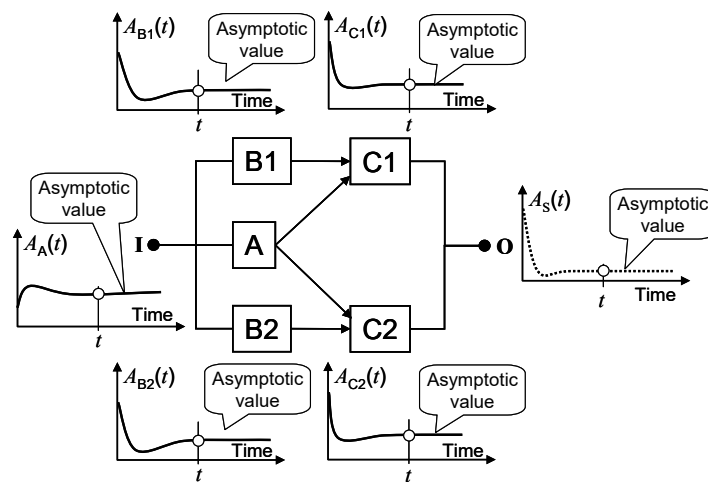 A_B1(t)
Asymptotic
value
Time
t
A_C1(t)
Asymptotic
value
Time
t
Asymptotic
value
A_A(t)
Time
t
I
B1
C1
A
B2
C2
O
A_S(t)
Asymptotic
value
Time
t
A_B2(t)
Asymptotic
value
Time
t
A_C2(t)
Asymptotic
value
Time
t